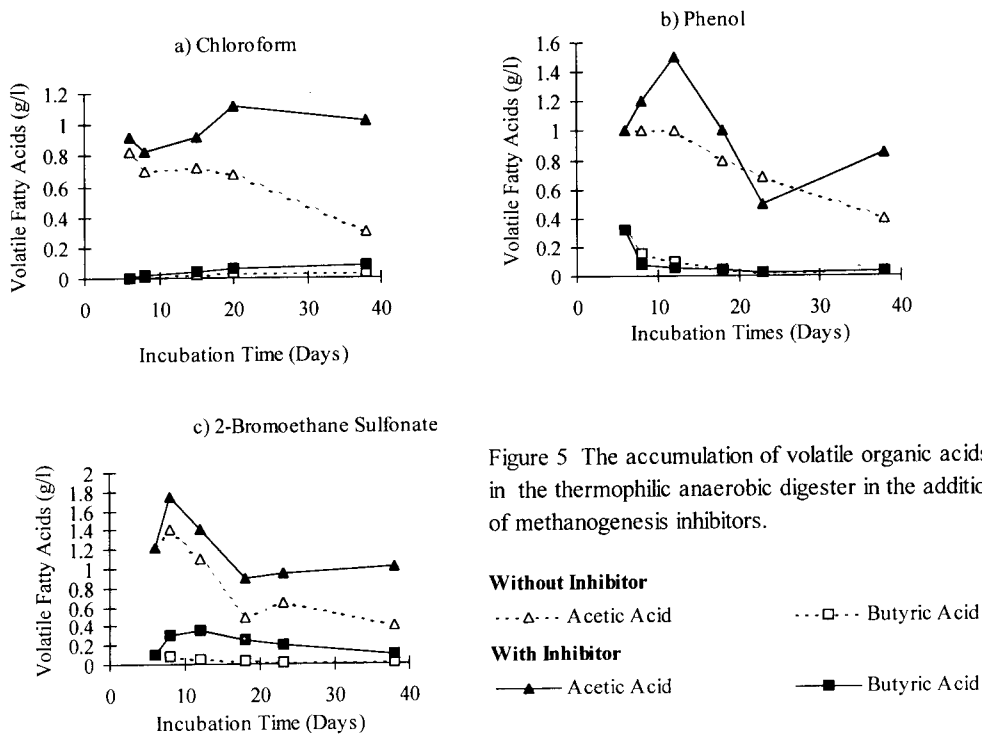 a) Chloroform
Volatile Fatty Acids (g/l)
1.2
1
0.8
0.6
0.4
0.2
0
0 10 20 30 40
Incubation Time (Days)
b) Phenol
Volatile Fatty Acids (g/l)
1.6
1.4
1.2
1.0
0.8
0.6
0.4
0.2
0
0 10 20 30 40
Incubation Times (Days)
c) 2-Bromoethane Sulfonate
Volatile Fatty Acids (g/l)
2
1.8
1.6
1.4
1.2
1
0.8
0.6
0.4
0.2
0
0 10 20 30 40
Incubation Time (Days)
Figure 5 The accumulation of volatile organic acids
in the thermophilic anaerobic digester in the additio
of methanogenesis inhibitors.
Without Inhibitor
Acetic Acid Butyric Acid
With Inhibitor
Acetic Acid Butyric Acid